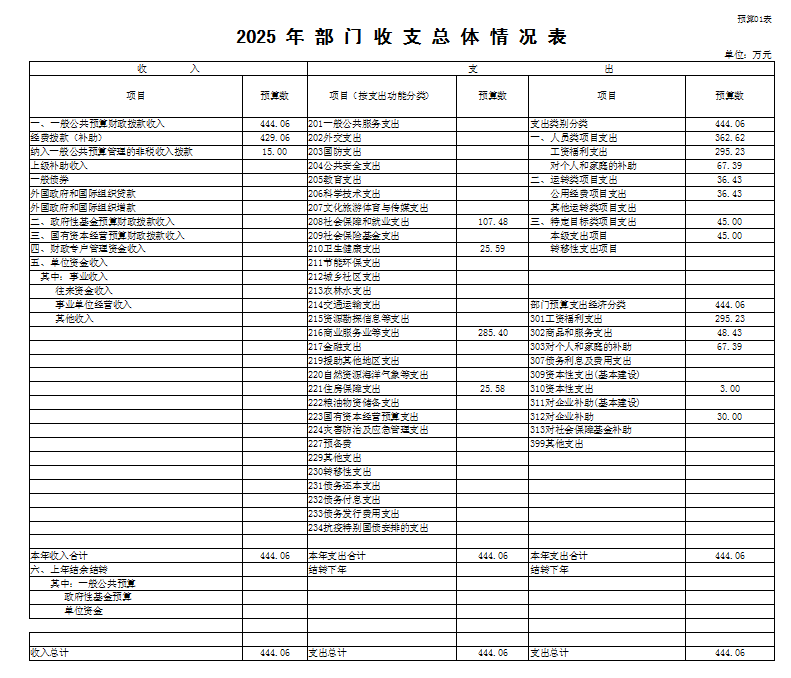 预算01表
2025 年 部 门 收 支 总 体 情 况 表
单位：万元
收 入 支 出
项目 预算数 项目（按支出功能分类） 预算数 项目 预算数
一、一般公共预算财政拨款收入 444.06 201一般公共服务支出 支出类别分类 444.06
经费拨款（补助） 429.06 202外交支出 一、人员类项目支出 362.62
纳入一般公共预算管理的非税收入拨款 15.00 203国防支出 工资福利支出 295.23
上级补助收入 204公共安全支出 对个人和家庭的补助 67.39
一般债券 205教育支出 二、运转类项目支出 36.43
外国政府和国际组织贷款 206科学技术支出 公用经费项目支出 36.43
外国政府和国际组织增款 207文化旅游体育与传媒支出 其他运转类项目支出
二、政府性基金预算财政拨款收入 208社会保障和就业支出 107.48 三、特定目标类项目支出 45.00
三、国有资本经营预算财政拨款收入 209社会保险基金支出 本级支出项目 45.00
四、财政专户管理资金收入 210卫生健康支出 25.59 转移性支出项目
五、单位资金收入 211节能环保支出
其中：事业收入 212城乡社区支出
往来资金收入 213农林水支出
事业单位经营收入 214交通运输支出 部门预算支出经济分类 444.06
其他收入 215资源勘探信息等支出 301工资福利支出 295.23
216商业服务业等支出 285.40 302商品和服务支出 48.43
217金融支出 303对个人和家庭的补助 67.39
219援助其他地区支出 307债务利息及费用支出
220自然资源海洋气象等支出 309资本性支出(基本建设)
221住房保障支出 25.58 310资本性支出 3.00
222粮油物资储备支出 311对企业补助(基本建设)
223国有资本经营预算支出 312对企业补助 30.00
224灾害防治及应急管理支出 313对社会保障基金补助
227预备费 399其他支出
229其他支出
230转移性支出
231债务还本支出
232债务付息支出
233债务发行费用支出
234抗疫特别国债安排的支出
本年收入合计 444.06 本年支出合计 444.06 本年支出合计 444.06
六、上年结余结转 结转下年 结转下年
其中：一般公共预算
政府性基金预算
单位资金
收入总计 444.06 支出总计 444.06 支出总计 444.06